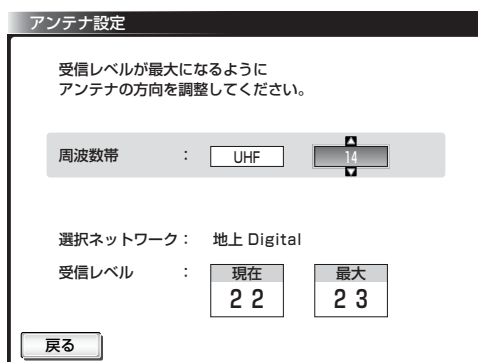 アンテナ設定
受信レベルが最大になるように
アンテナの方向を調整してください。
周波数帯 : UHF 14
選択ネットワーク: 地上 Digital
受信レベル : 現在 最大
22 23
戻る